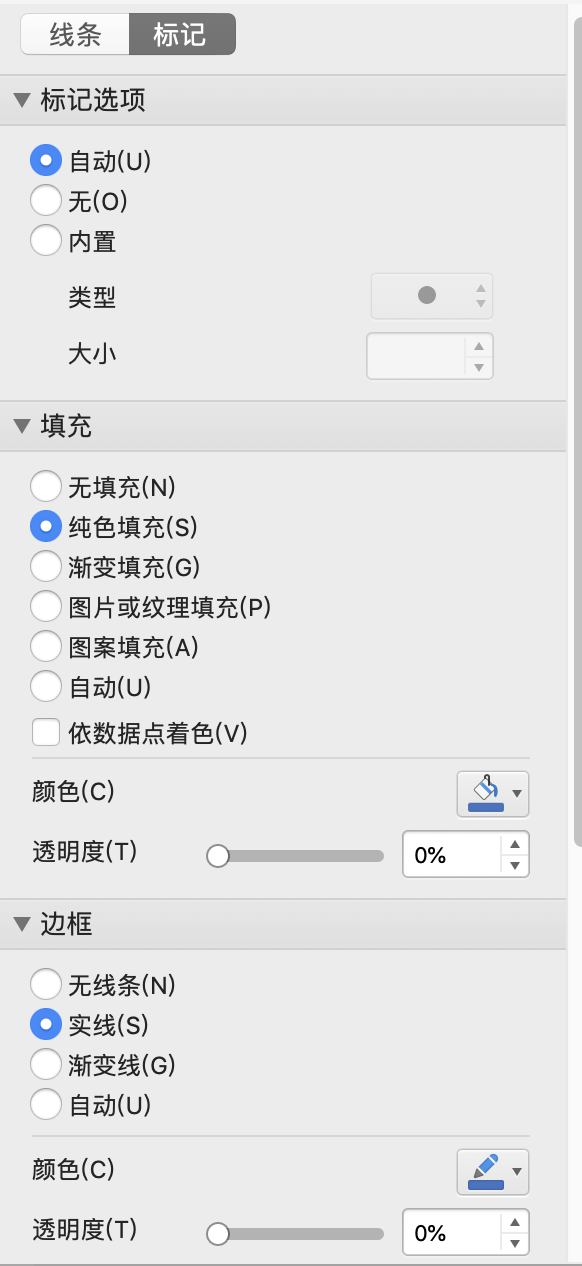 线条 标记
标记选项
自动(U)
无(O)
内置
类型
大小
填充
无填充(N)
纯色填充(S)
渐变填充(G)
图片或纹理填充(P)
图案填充(A)
自动(U)
依数据点着色(V)
颜色(C)
透明度(T) 0%
边框
无线条(N)
实线(S)
渐变线(G)
自动(U)
颜色(C)
透明度(T) 0%